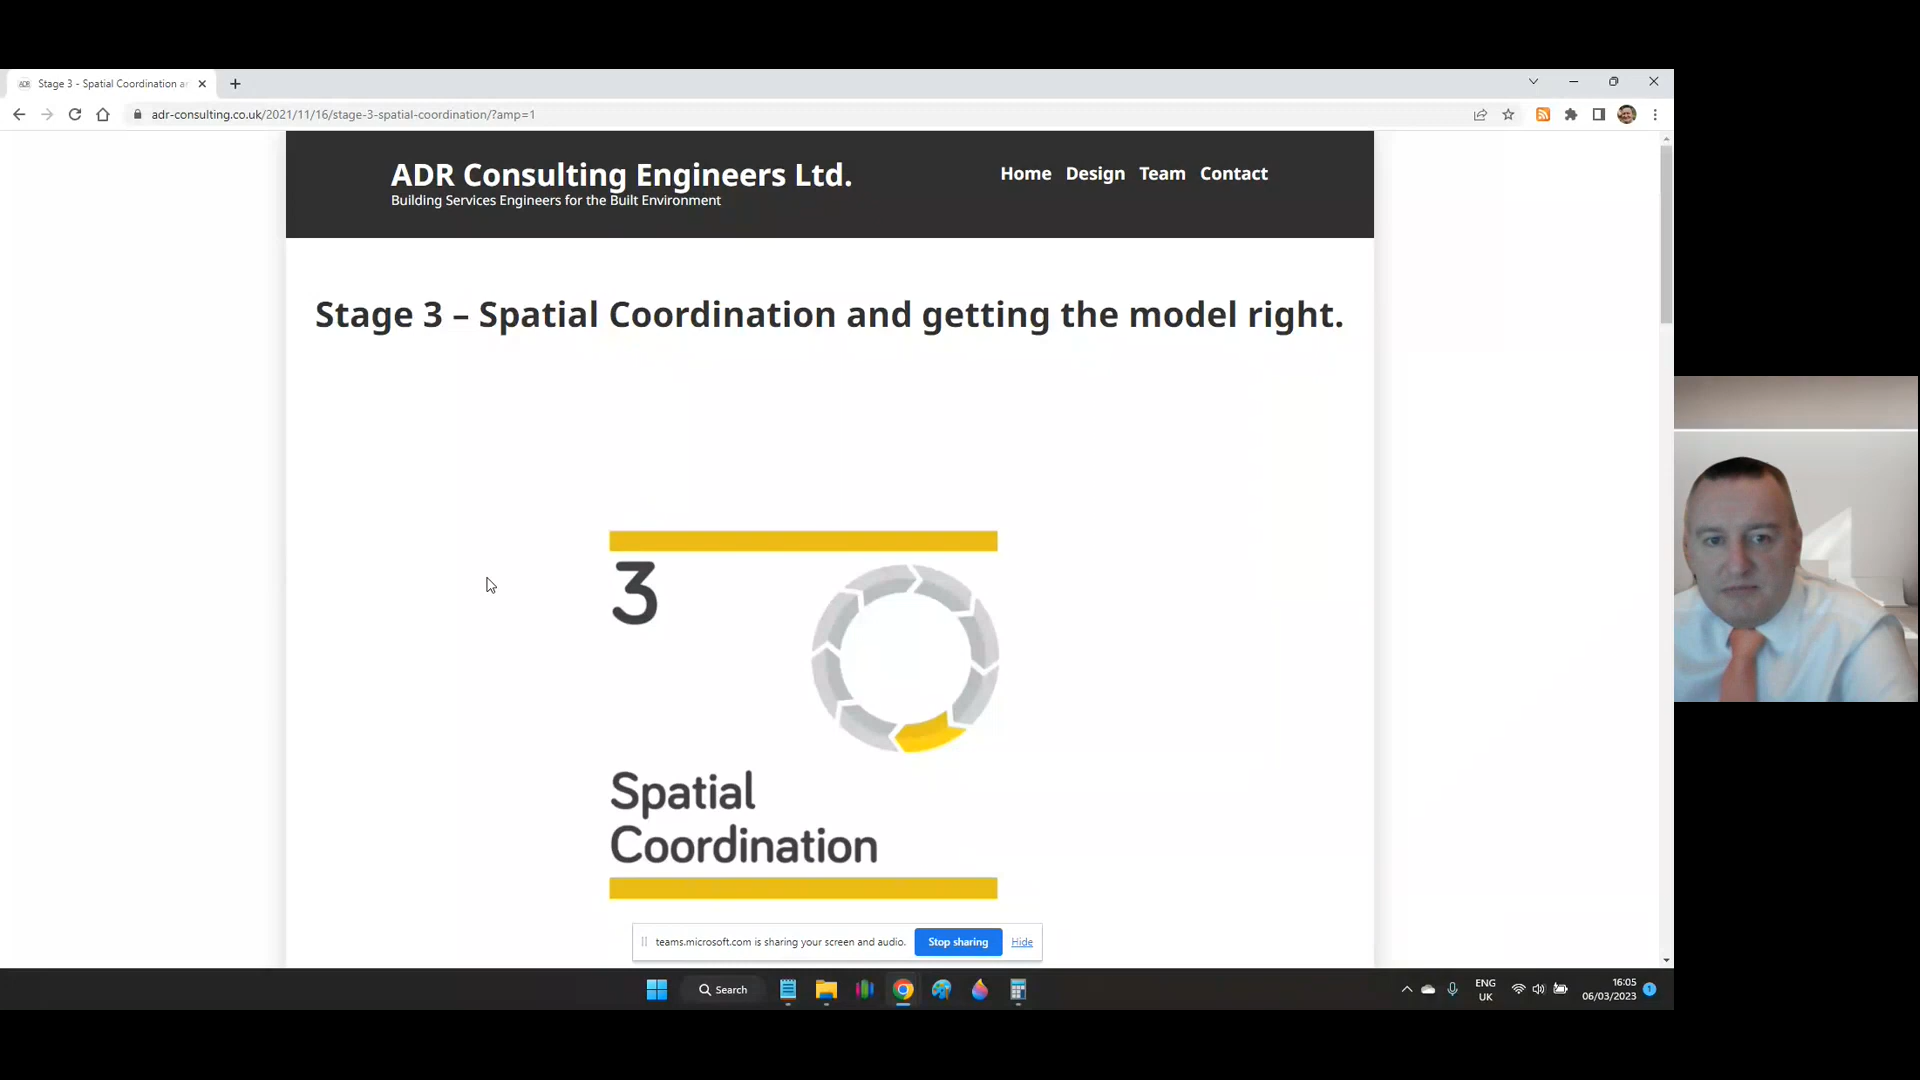 Stage 3 - Spatial Coordination a
adr-consulting.co.uk/2021/11/16/stage-3-spatial-coordination/?amp=1
ADR Consulting Engineers Ltd.
Building Services Engineers for the Built Environment
Home Design Team Contact
Stage 3 – Spatial Coordination and getting the model right.
3
Spatial
Coordination
teams.microsoft.com is sharing your screen and audio. Stop sharing Hide
Search
ENG
UK
16:05
06/03/2023
1